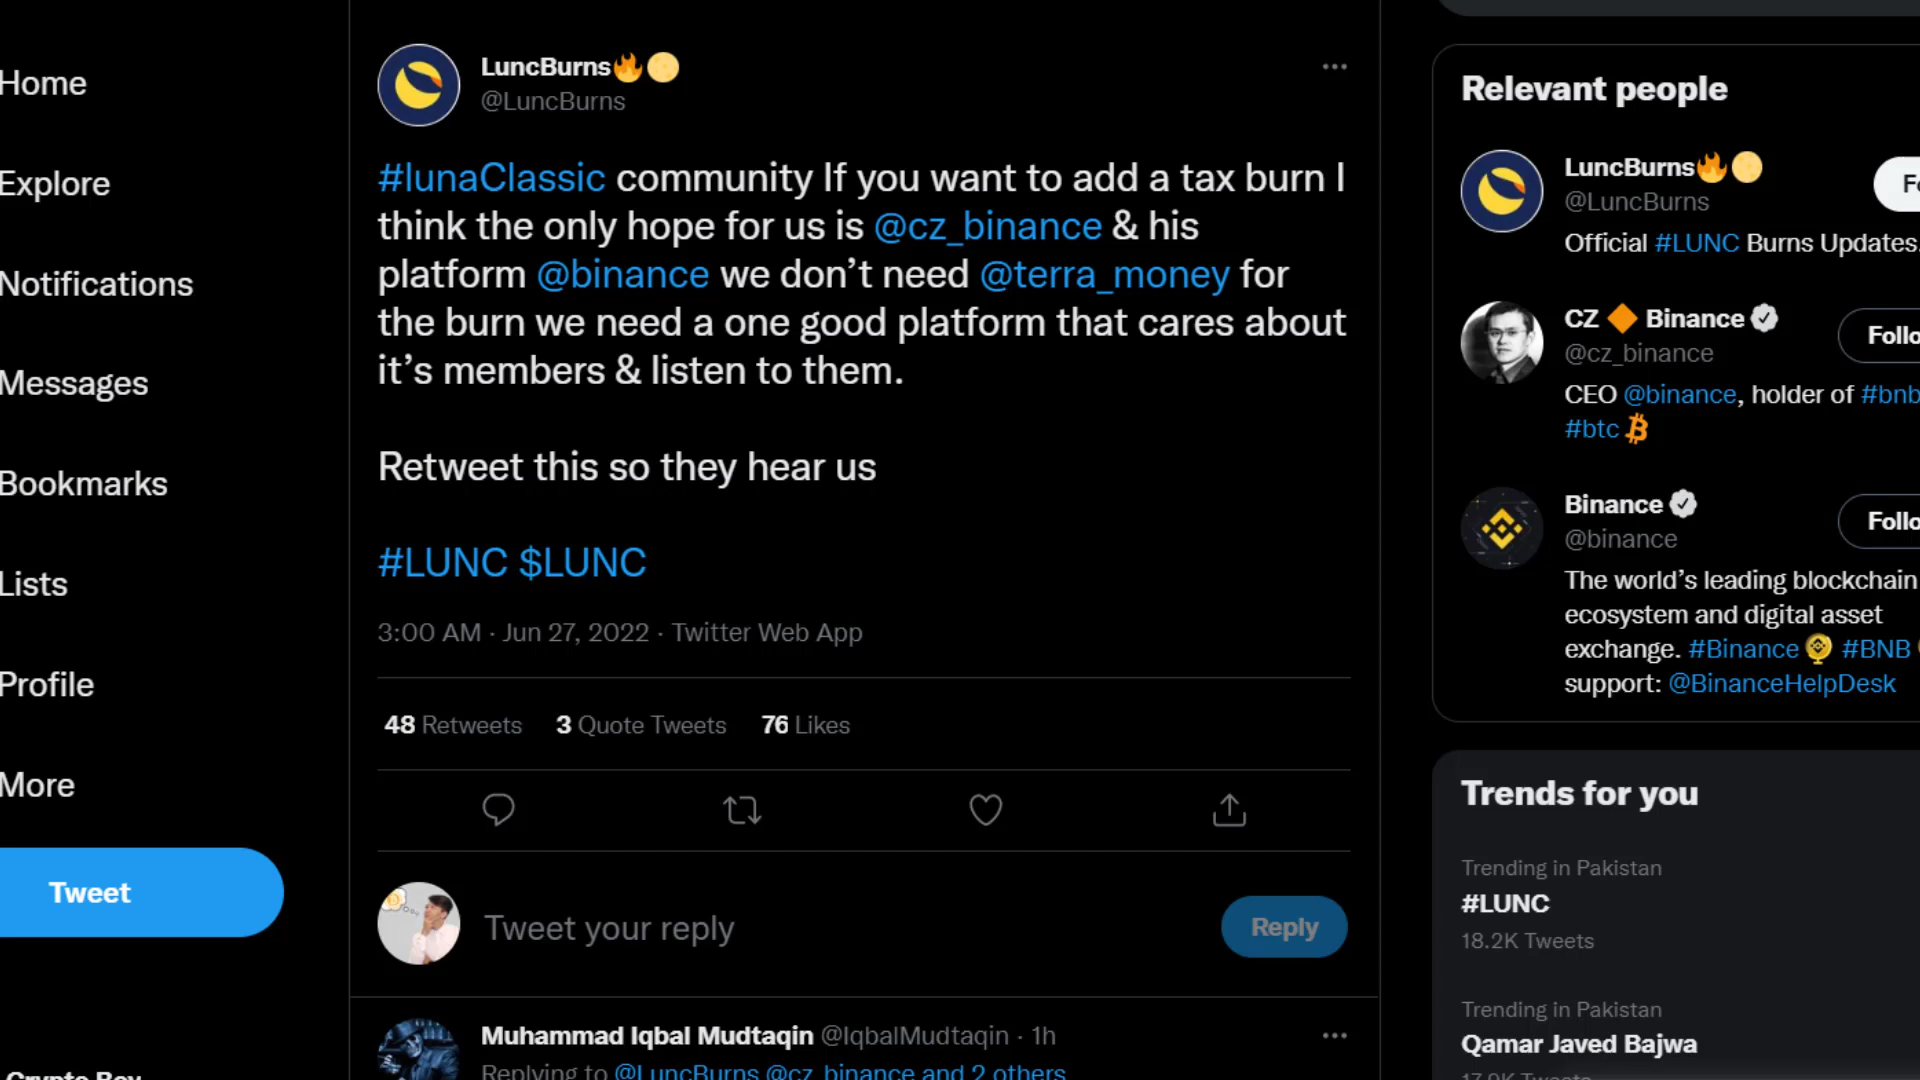 Home
Explore
Notifications
Messages
Bookmarks
Lists
Profile
More
Tweet
LuncBurns🔥🌕
@LuncBurns
#lunaClassic community If you want to add a tax burn I
think the only hope for us is @cz_binance & his
platform @binance we don’t need @terra_money for
the burn we need a one good platform that cares about
it’s members & listen to them.
Retweet this so they hear us
#LUNC $LUNC
3:00 AM · Jun 27, 2022 · Twitter Web App
48 Retweets 3 Quote Tweets 76 Likes
Tweet your reply
Reply
Muhammad Iqbal Mudtaqin @IqbalMudtaqin · 1h
Replying to @LuncBurns @cz_binance and 2 others
Relevant people
LuncBurns🔥🌕
@LuncBurns
Official #LUNC Burns Updates.
CZ 🔶 Binance
@cz_binance
Follo
CEO @binance, holder of #bnb
#btc
Binance
@binance
Follo
The world’s leading blockchain
ecosystem and digital asset
exchange. #Binance #BNB
support: @BinanceHelpDesk
Trends for you
Trending in Pakistan
#LUNC
18.2K Tweets
Trending in Pakistan
Qamar Javed Bajwa
17.9K Tweets